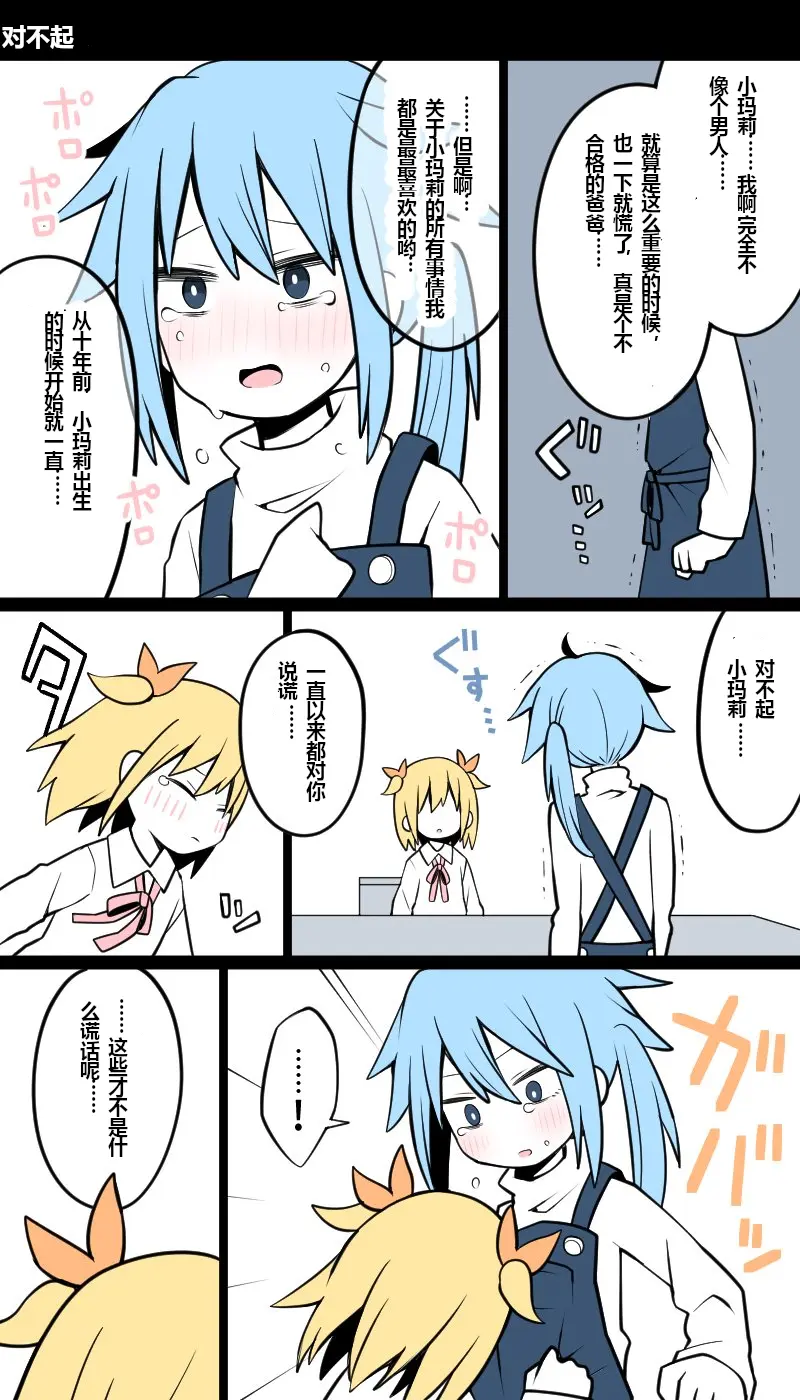 对不起
小玛莉……我啊完全不
像个男人……
就算是这么重要的时候，
也一下就慌了，真是个不
合格的爸爸……
ぐい…
……但是啊…
关于小玛莉的所有事情我
都是最最喜欢的哟…
从十年前 小玛莉出生
的时候开始就一直……
ポロ
ポロ
ポロ
ポロ
对不起
小玛莉……
ぐす…
一直以来都对你
说谎……
タッ
ガバッ
……！
……这些才不是什
么谎话呢……